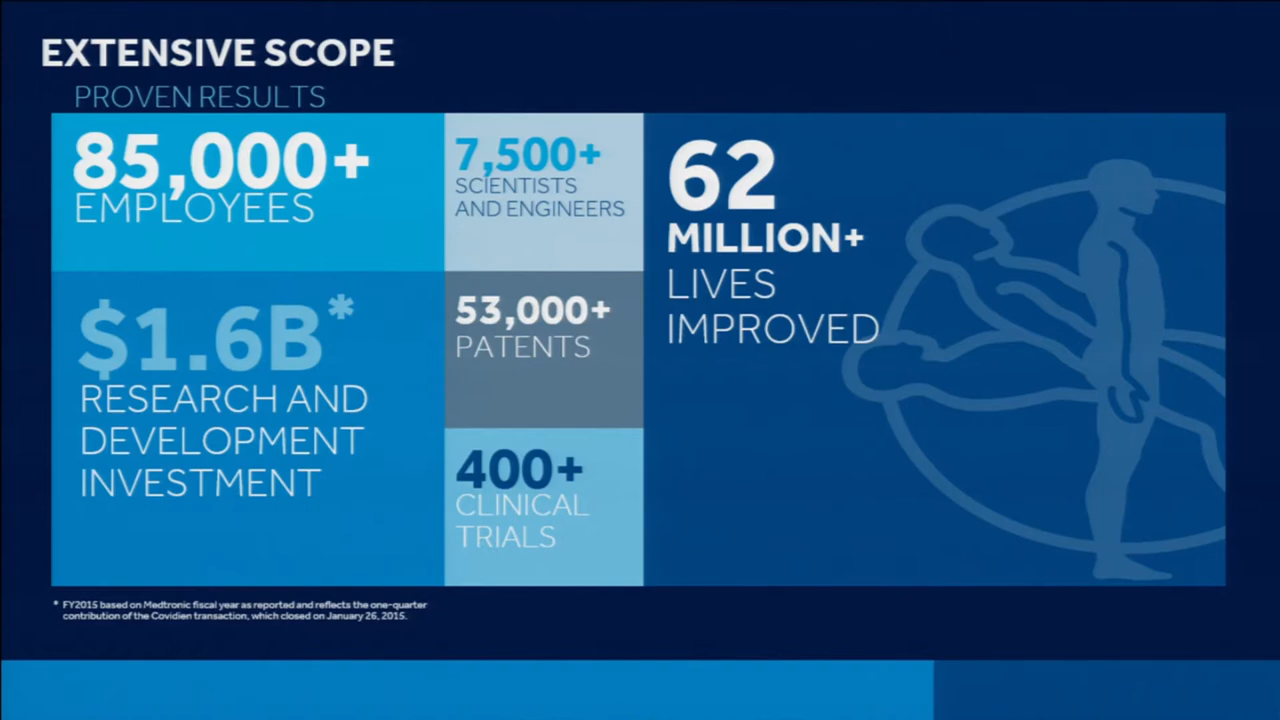 EXTENSIVE SCOPE
PROVEN RESULTS
85,000+
EMPLOYEES
$1.6B*
RESEARCH AND
DEVELOPMENT
INVESTMENT
7,500+
SCIENTISTS
AND ENGINEERS
53,000+
PATENTS
400+
CLINICAL
TRIALS
62
MILLION+
LIVES
IMPROVED
* FY2015 based on Medtronic fiscal year as reported and reflects the one-quarter
contribution of the Covidien transaction, which closed on January 26, 2015.